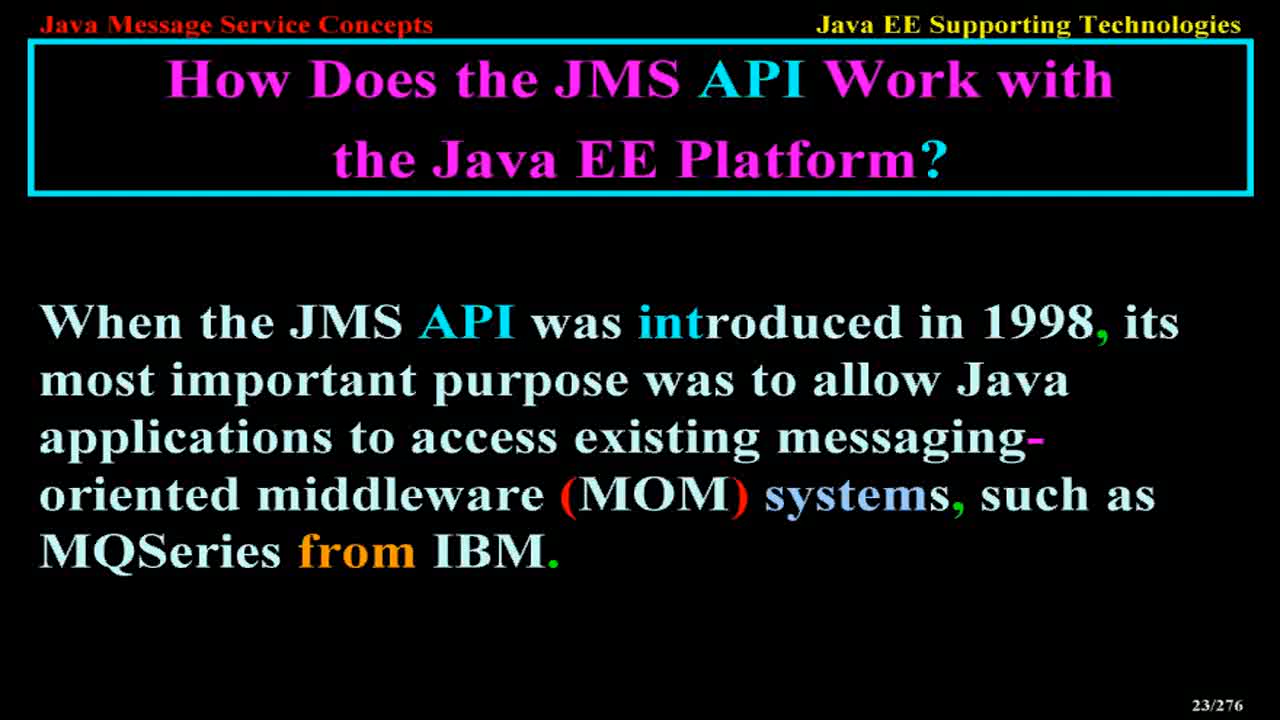 Java Message Service Concepts
Java EE Supporting Technologies
How Does the JMS API Work with
the Java EE Platform?
When the JMS API was introduced in 1998, its
most important purpose was to allow Java
applications to access existing messaging-
oriented middleware (MOM) systems, such as
MQSeries from IBM.
23/276